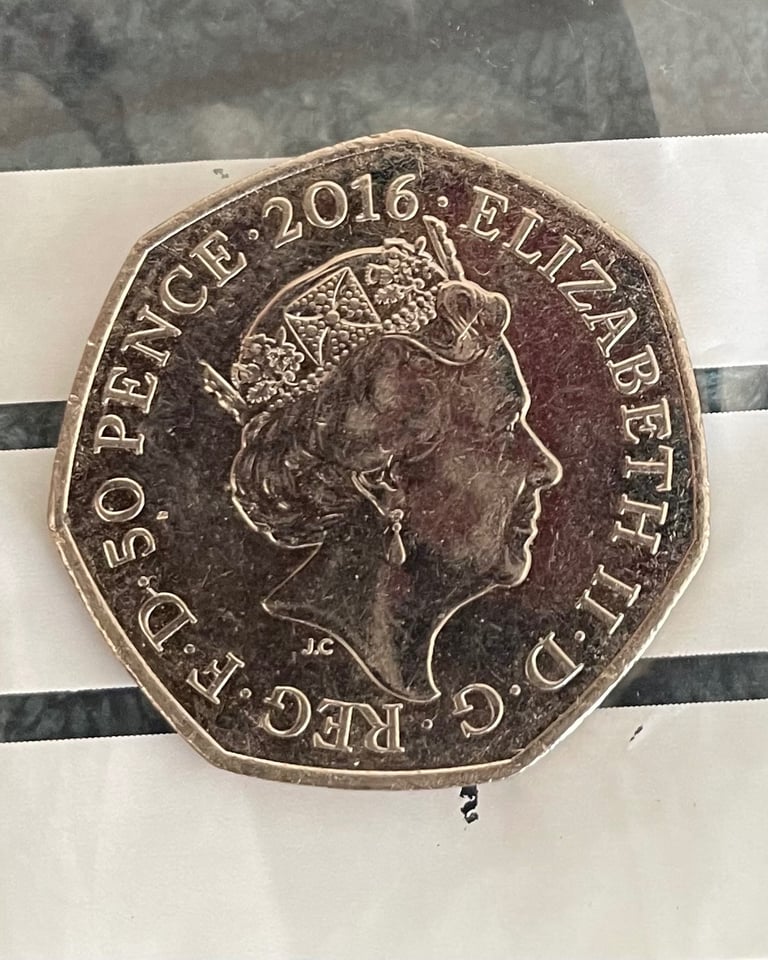 ELIZABETH II · D · G · REG · F · D · 50 PENCE · 2016 ·
J.C